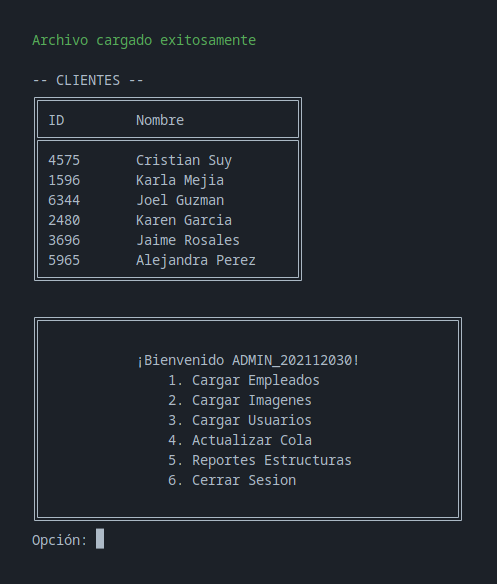 Archivo cargado exitosamente
-- CLIENTES --
ID Nombre
4575 Cristian Suy
1596 Karla Mejia
6344 Joel Guzman
2480 Karen Garcia
3696 Jaime Rosales
5965 Alejandra Perez
¡Bienvenido ADMIN_202112030!
1. Cargar Empleados
2. Cargar Imagenes
3. Cargar Usuarios
4. Actualizar Cola
5. Reportes Estructuras
6. Cerrar Sesion
Opción: